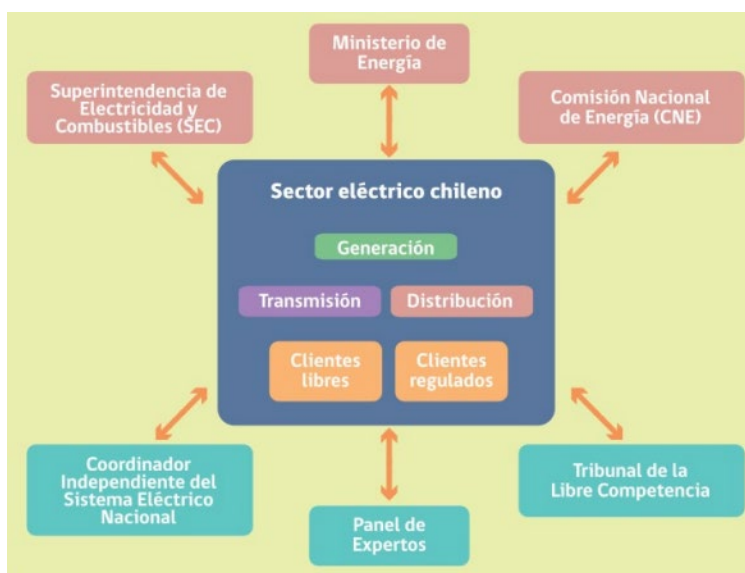 Ministerio de
Energía
Superintendencia de
Electricidad y
Combustibles (SEC)
Comisión Nacional
de Energía (CNE)
Sector eléctrico chileno
Generación
Transmisión
Distribución
Clientes
libres
Clientes
regulados
Coordinador
Independiente del
Sistema Eléctrico
Nacional
Panel de
Expertos
Tribunal de la
Libre Competencia